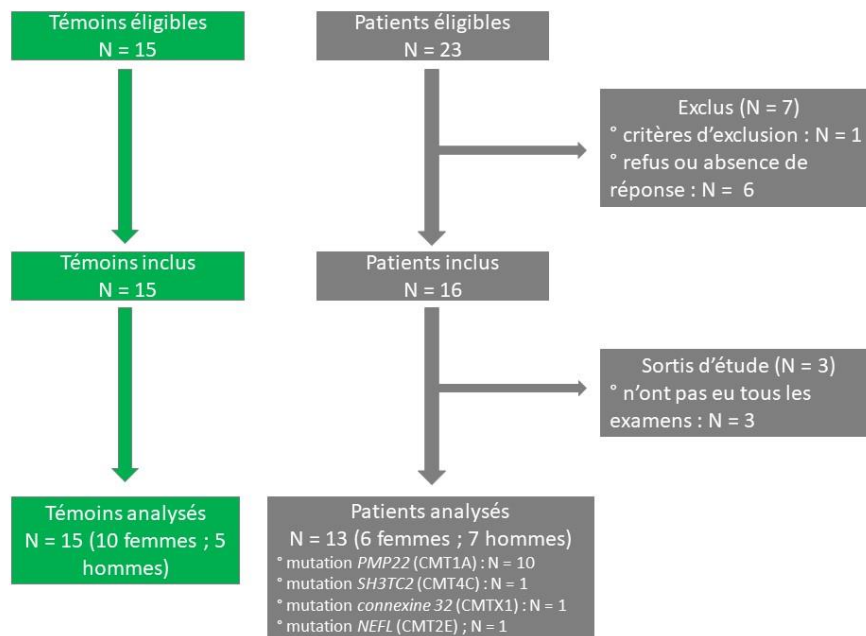 Témoins éligibles
N = 15
Patients éligibles
N = 23
Exclus (N = 7)
° critères d'exclusion : N = 1
° refus ou absence de
réponse : N = 6
Témoins inclus
N = 15
Patients inclus
N = 16
Sortis d'étude (N = 3)
° n'ont pas eu tous les
examens : N = 3
Témoins analysés
N = 15 (10 femmes ; 5
hommes)
Patients analysés
N = 13 (6 femmes ; 7 hommes)
° mutation PMP22 (CMT1A) : N = 10
° mutation SH3TC2 (CMT4C) : N = 1
° mutation connexine 32 (CMTX1) : N = 1
° mutation NEFL (CMT2E) ; N = 1